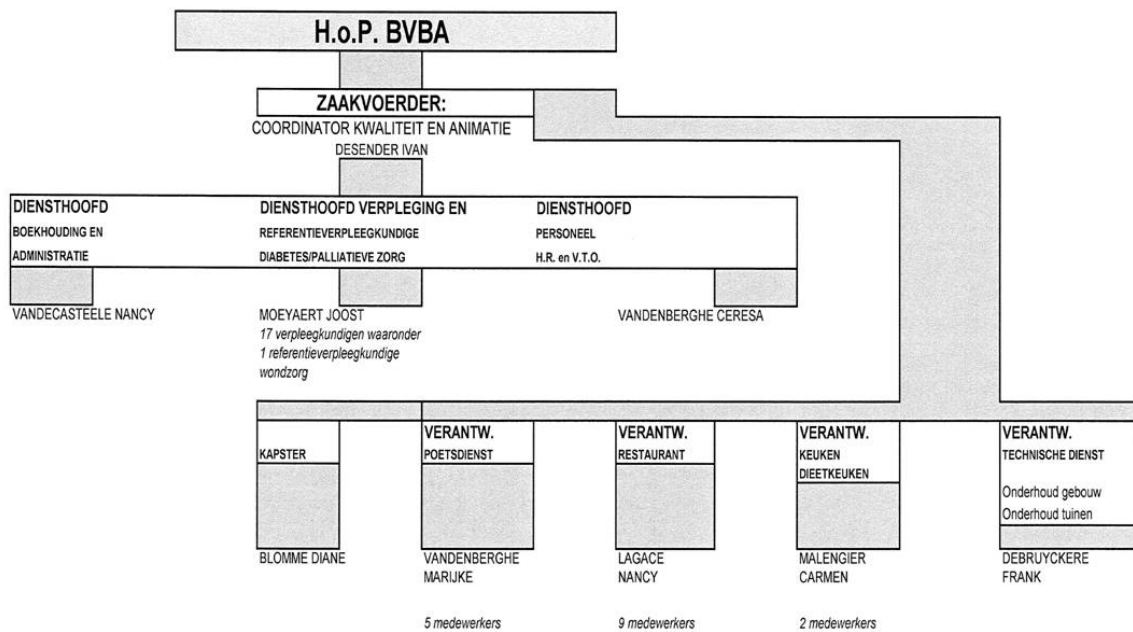 H.o.P. BVBA
ZAAKVOERDER:
COORDINATOR KWALITEIT EN ANIMATIE
DESENDER IVAN
DIENSTHOOFD
BOEKHOUDING EN
ADMINISTRATIE
VANDECASTEELE NANCY
DIENSTHOOFD VERPLEGING EN
REFERENTIEVERPLEEGKUNDIGE
DIABETES/PALLIATIEVE ZORG
MOEYAERT JOOST
17 verpleegkundigen waaronder
1 referentieverpleegkundige
wondzorg
DIENSTHOOFD
PERSONEEL
H.R. en V.T.O.
VANDENBERGHE CERESA
KAPSTER
BLOMME DIANE
VERANTW.
POETSDIENST
VANDENBERGHE
MARIJKE
5 medewerkers
VERANTW.
RESTAURANT
LAGACE
NANCY
9 medewerkers
VERANTW.
KEUKEN
DIEETKEUKEN
MALENGIER
CARMEN
2 medewerkers
VERANTW.
TECHNISCHE DIENST
Onderhoud gebouw
Onderhoud tuinen
DEBRUYCKERE
FRANK